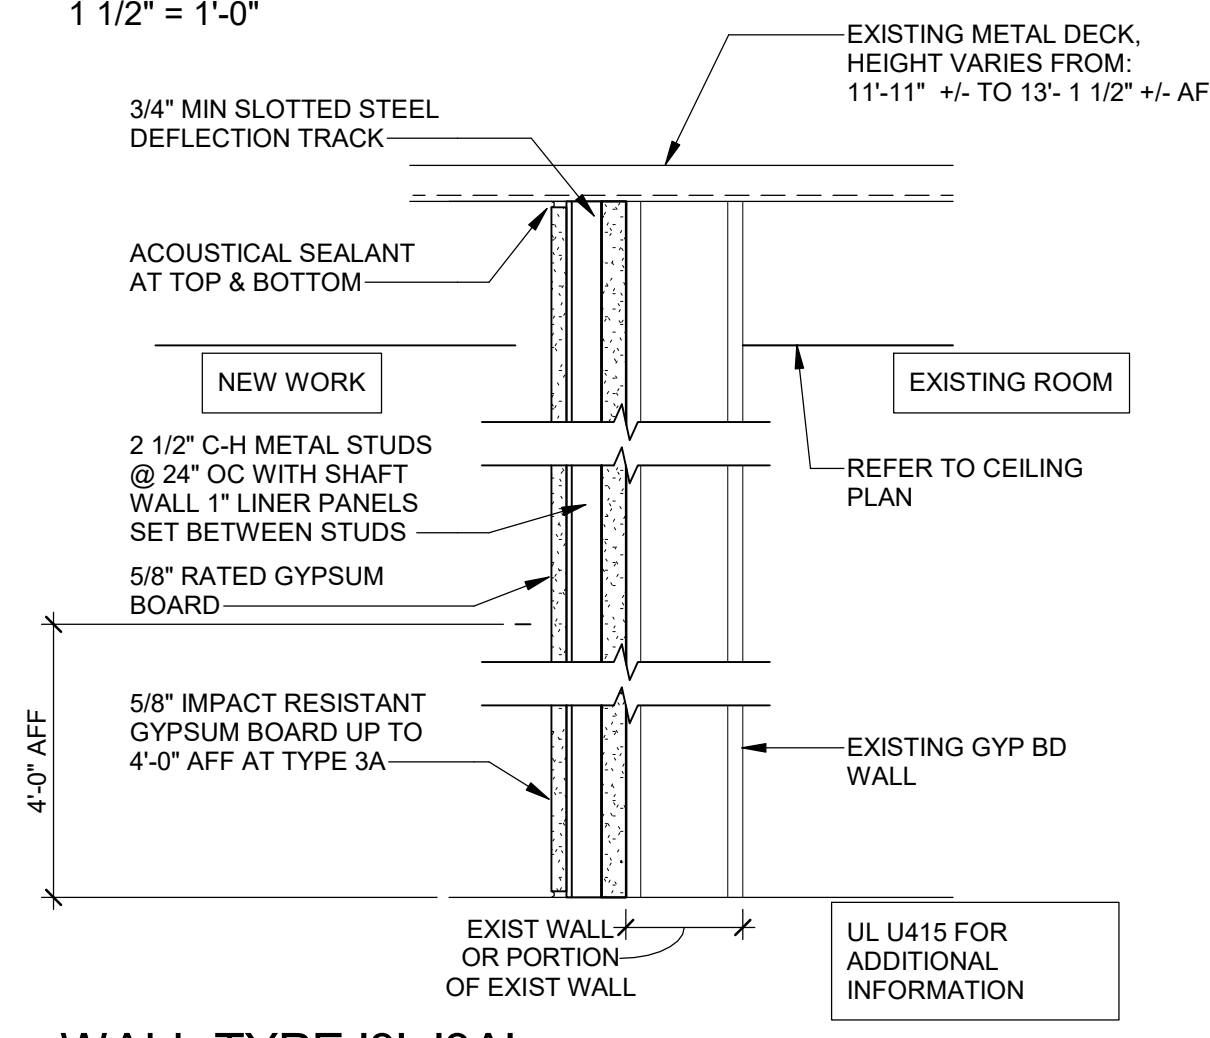 1 1/2" = 1'-0"
EXISTING METAL DECK,
HEIGHT VARIES FROM:
11'-11" +/- TO 13'- 1 1/2" +/- AF
3/4" MIN SLOTTED STEEL
DEFLECTION TRACK
ACOUSTICAL SEALANT
AT TOP & BOTTOM
NEW WORK
EXISTING ROOM
2 1/2" C-H METAL STUDS
@ 24" OC WITH SHAFT
WALL 1" LINER PANELS
SET BETWEEN STUDS
REFER TO CEILING
PLAN
5/8" RATED GYPSUM
BOARD
5/8" IMPACT RESISTANT
GYPSUM BOARD UP TO
4'-0" AFF AT TYPE 3A
4'-0" AFF
EXISTING GYP BD
WALL
EXIST WALL
OR PORTION
OF EXIST WALL
UL U415 FOR
ADDITIONAL
INFORMATION
WALL TYPE